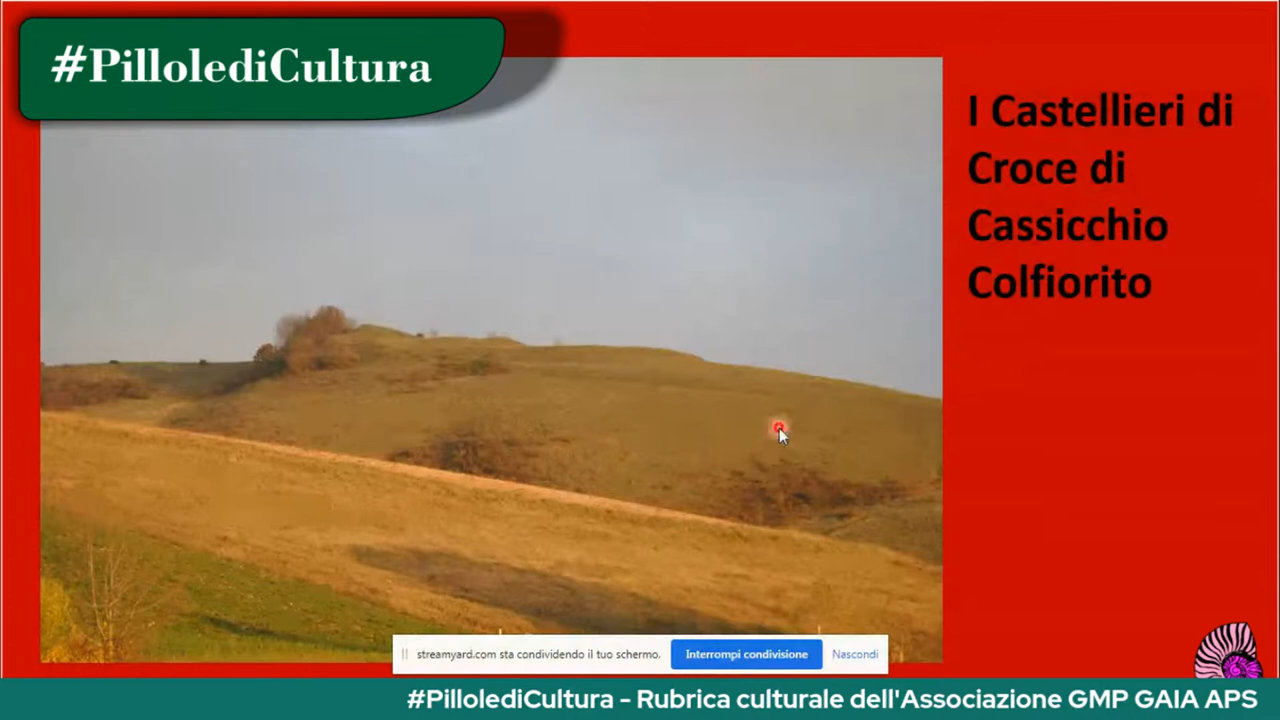 #PillolediCultura
I Castellieri di
Croce di
Cassicchio
Colfiorito
streamyard.com sta condividendo il tuo schermo.
Interrompi condivisione
Nascondi
#PillolediCultura – Rubrica culturale dell'Associazione GMP GAIA APS